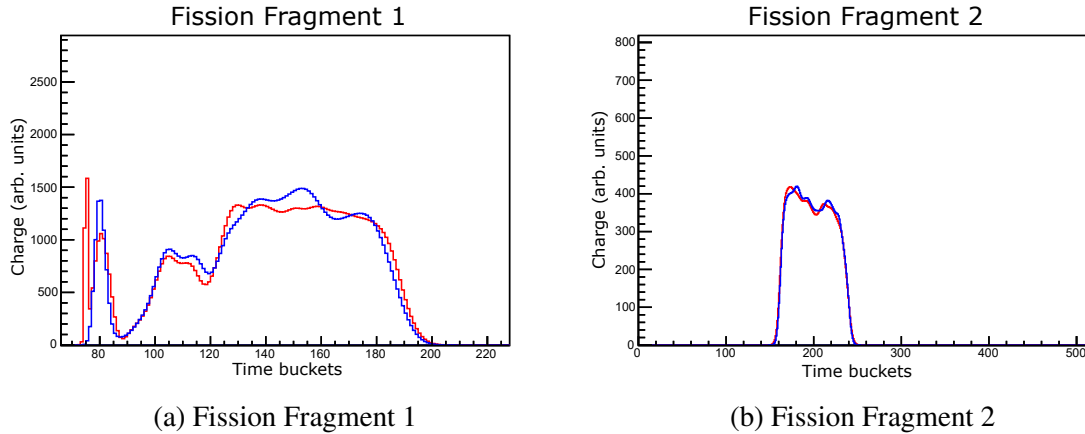 Fission Fragment 1
Charge (arb. units)
2500
2000
1500
1000
500
0
80 100 120 140 160 180 200 220
Time buckets
(a) Fission Fragment 1
Fission Fragment 2
Charge (arb. units)
800
700
600
500
400
300
200
100
0
0 100 200 300 400 500
Time buckets
(b) Fission Fragment 2